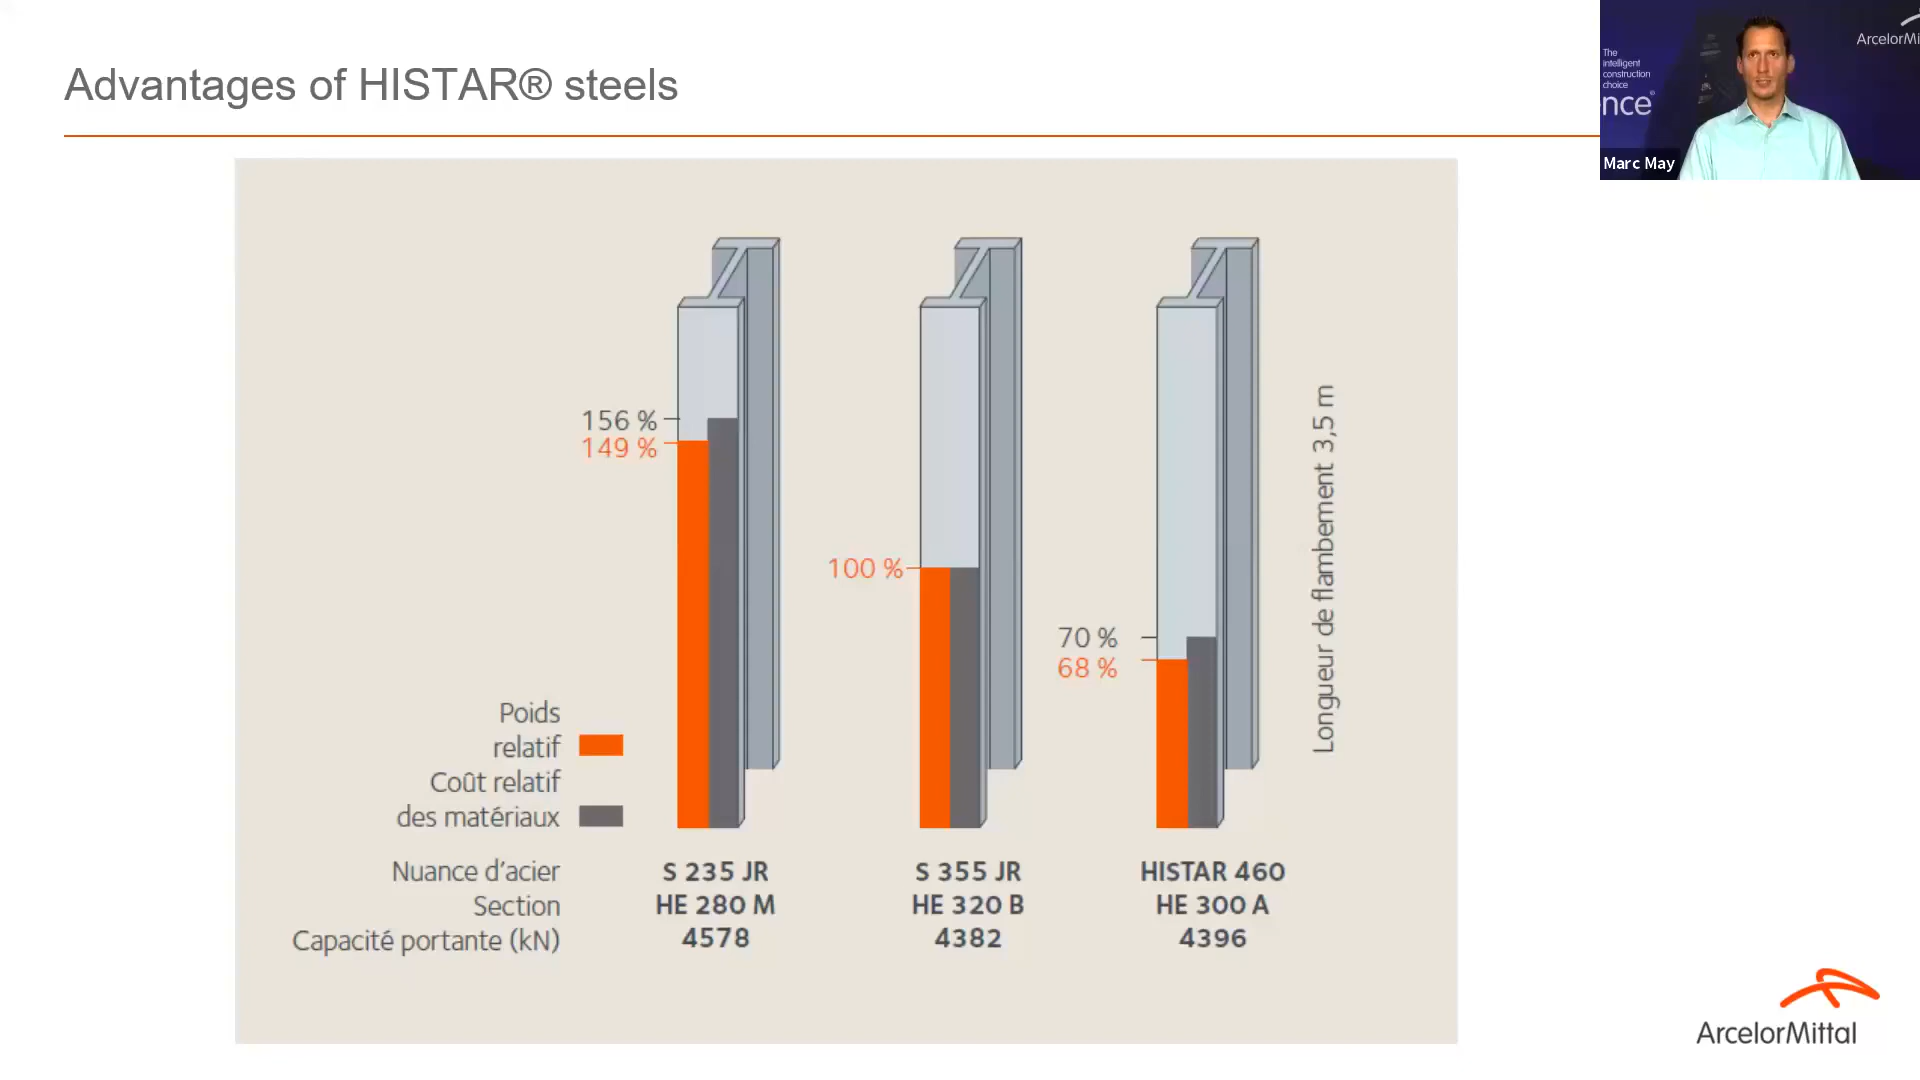 Advantages of HISTAR® steels
The
intelligent
construction
choice
nce®
ArcelorMi
Marc May
156 %
149 %
100 %
70 %
68 %
Longueur de flambement 3,5 m
Poids
relatif
Coût relatif
des matériaux
Nuance d'acier S 235 JR S 355 JR HISTAR 460
Section HE 280 M HE 320 B HE 300 A
Capacité portante (kN) 4578 4382 4396
ArcelorMittal